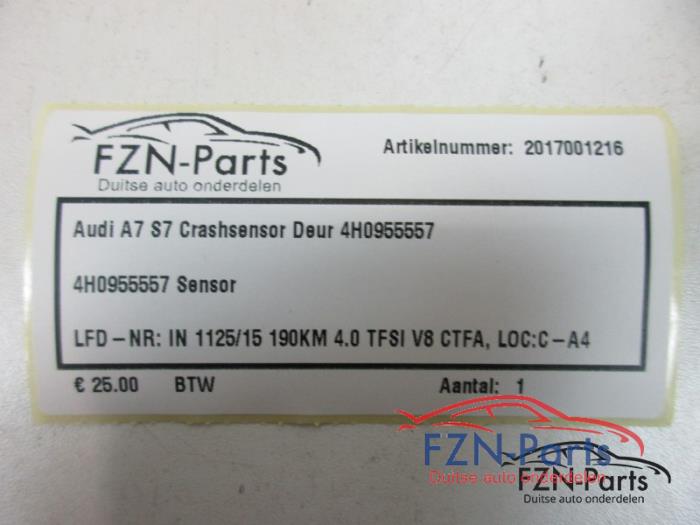 FZN-Parts
Duitse auto onderdelen
Artikelnummer: 2017001216
Audi A7 S7 Crashsensor Deur 4H0955557
4H0955557 Sensor
LFD-NR: IN 1125/15 190KM 4.0 TFSI V8 CTFA, LOC:C-A4
€ 25.00 BTW Aantal: 1
FZN-Parts
Duitse auto onderdelen
FZN-Parts
Duitse auto onderdelen